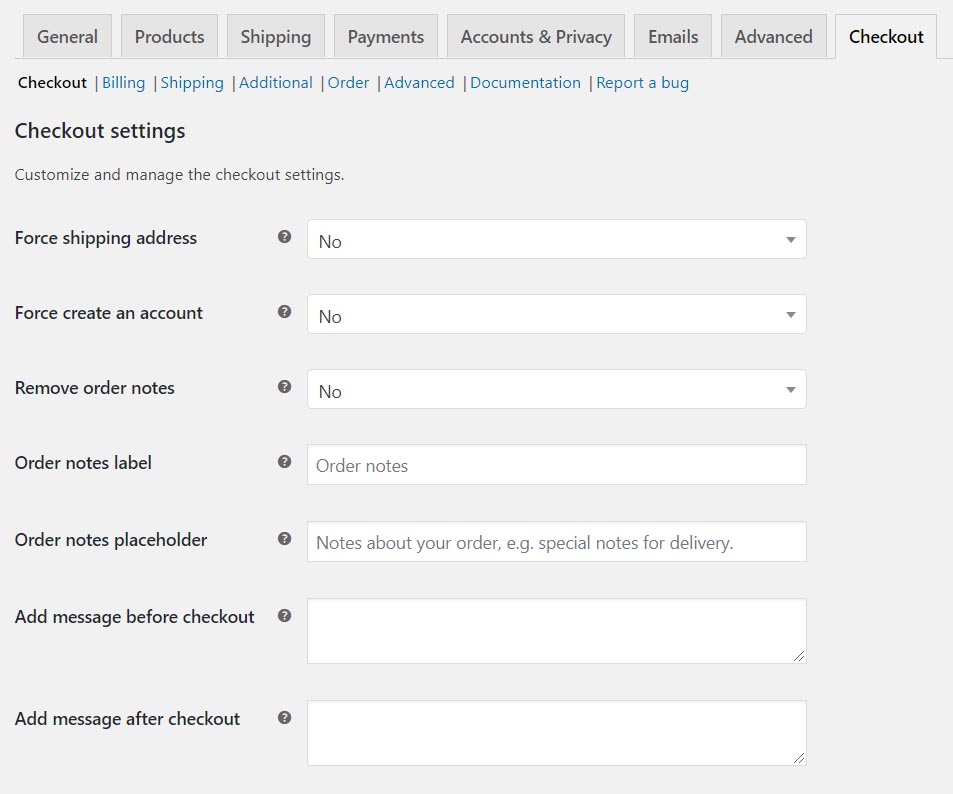 General Products Shipping Payments Accounts & Privacy Emails Advanced Checkout
Checkout | Billing | Shipping | Additional | Order | Advanced | Documentation | Report a bug
Checkout settings
Customize and manage the checkout settings.
Force shipping address ? No
Force create an account ? No
Remove order notes ? No
Order notes label ? Order notes
Order notes placeholder ? Notes about your order, e.g. special notes for delivery.
Add message before checkout ?
Add message after checkout ?